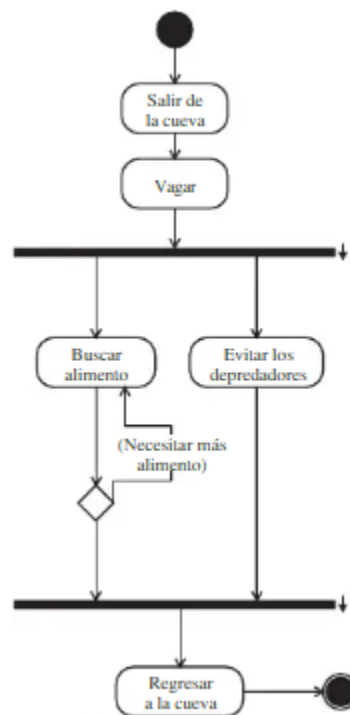 Salir de
la cueva
Vagar
Buscar
alimento
Evitar los
depredadores
(Necesitar más
alimento)
Regresar
a la cueva